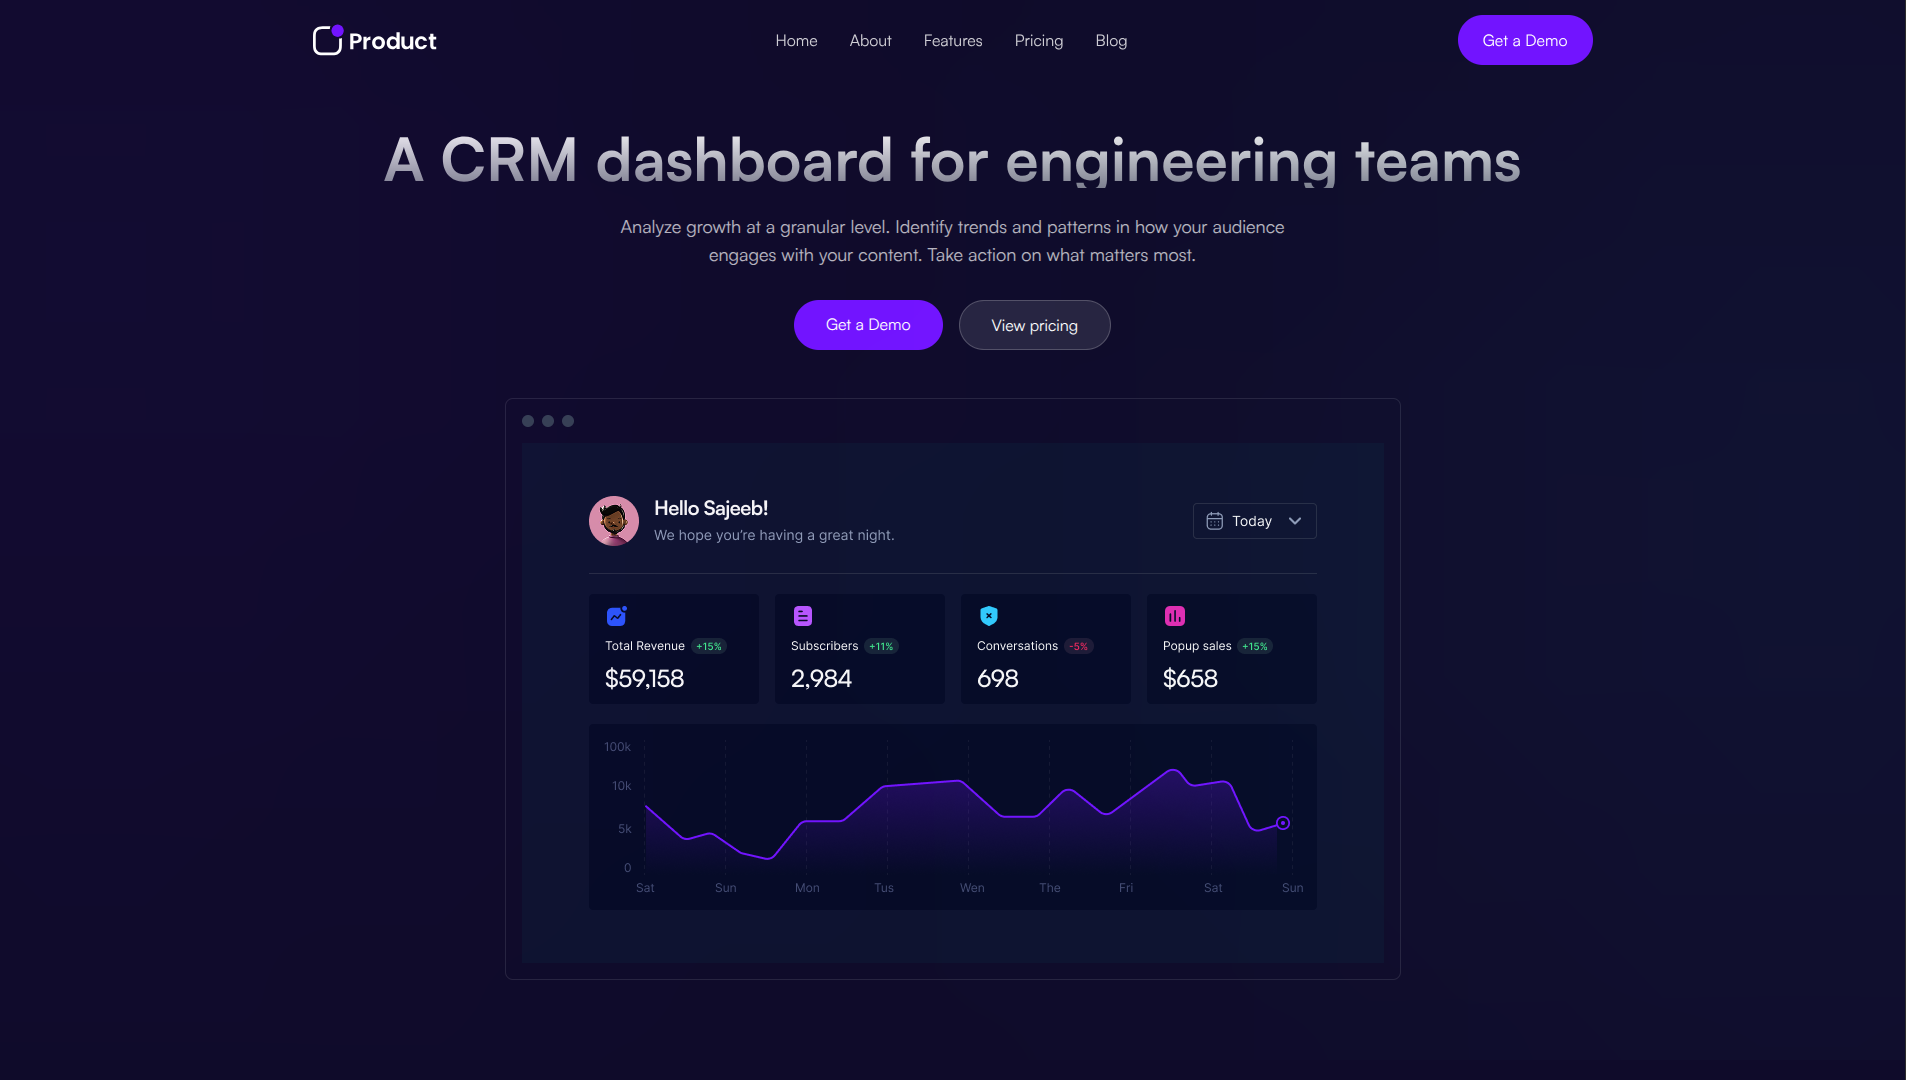 Product
Home About Features Pricing Blog
Get a Demo
A CRM dashboard for engineering teams
Analyze growth at a granular level. Identify trends and patterns in how your audience
engages with your content. Take action on what matters most.
Get a Demo
View pricing
Hello Sajeeb!
We hope you're having a great night.
Today
Total Revenue +15%
$59,158
Subscribers +11%
2,984
Conversations -5%
698
Popup sales +15%
$658
100k
10k
5k
0
Sat Sun Mon Tus Wen The Fri Sat Sun